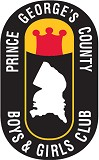 PRINCE GEORGE'S COUNTY
BOYS & GIRLS CLUB